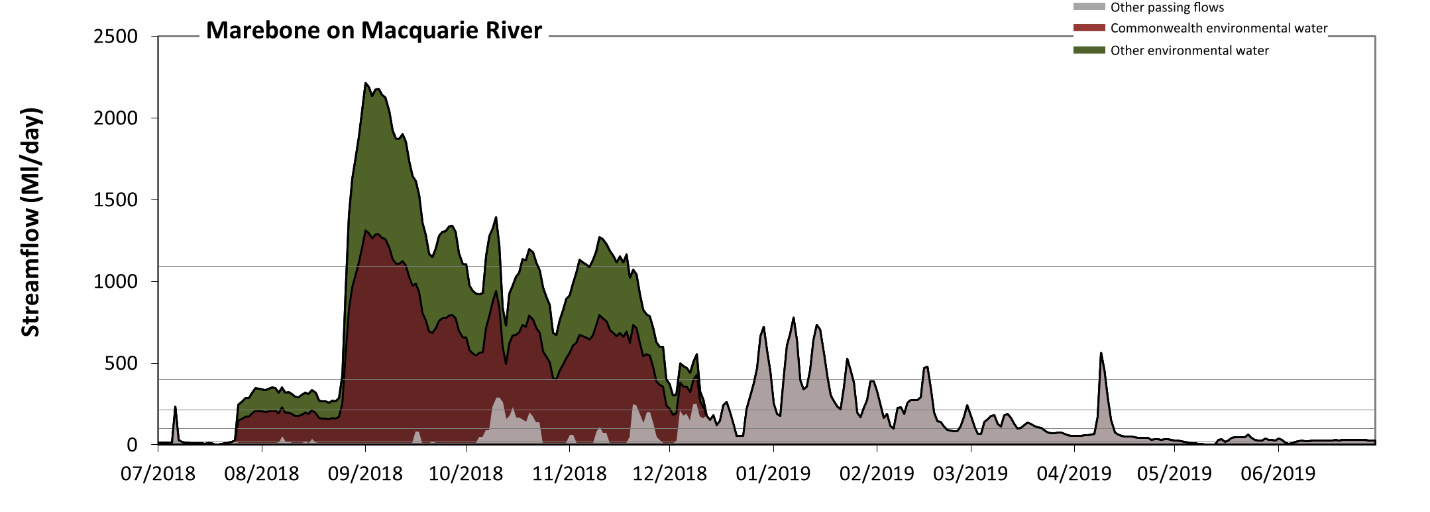 Other passing flows
Marebone on Macquarie River
Commonwealth environmental water
Other environmental water
Streamflow (Ml/day)
2500
2000
1500
1000
500
0
07/2018 08/2018 09/2018 10/2018 11/2018 12/2018 01/2019 02/2019 03/2019 04/2019 05/2019 06/2019